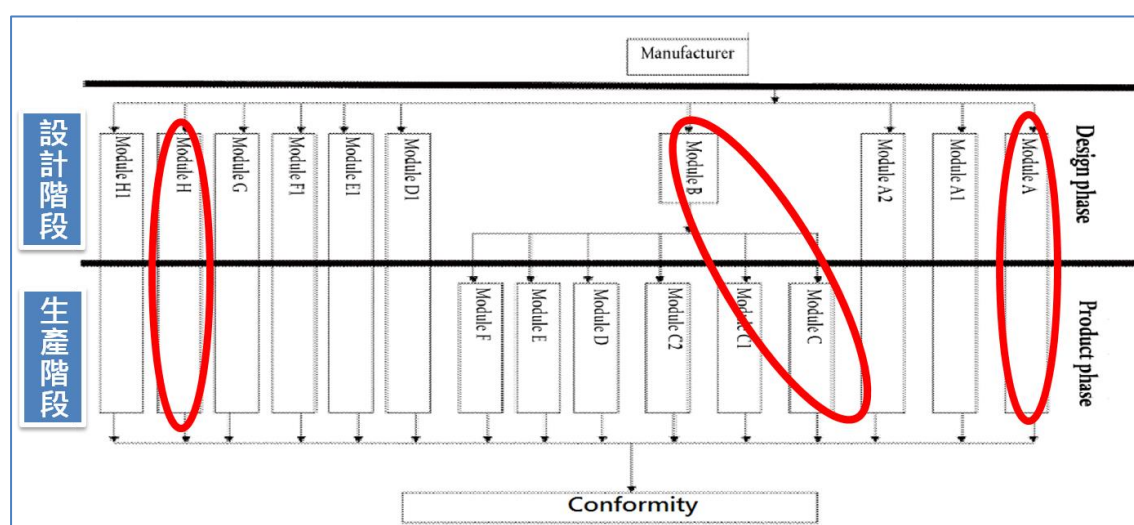 Manufacturer
設計階段
Module H1
Module H
Module G
Module F1
Module E1
Module D1
Module B
Module A2
Module A1
Module A
Design phase
生產階段
Module F
Module E
Module D
Module C2
Module C1
Module C
Product phase
Conformity